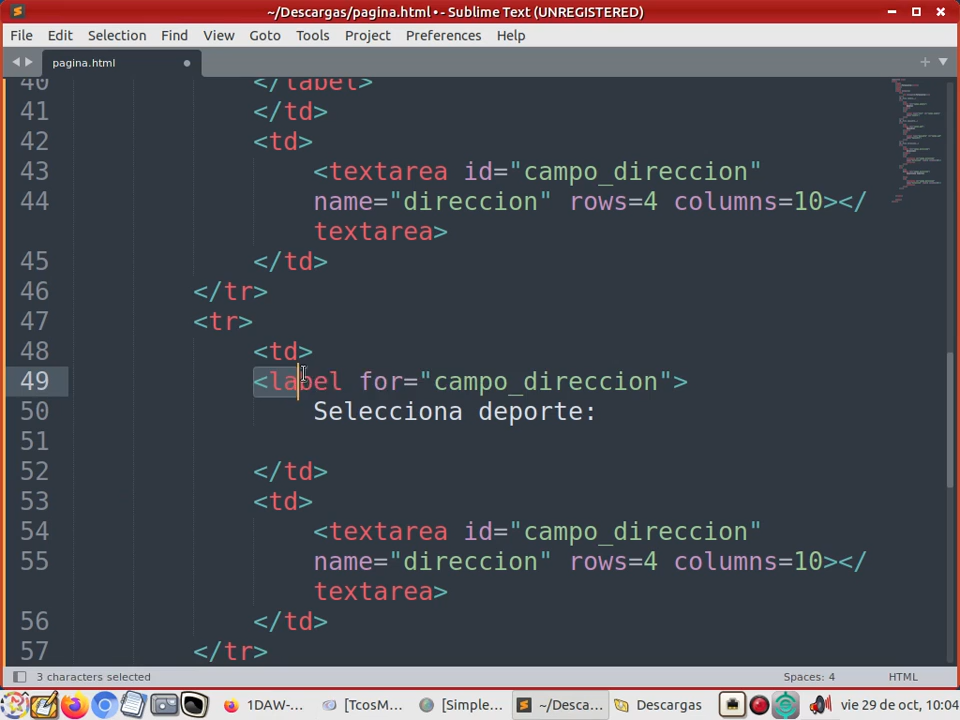 ~/Descargas/pagina.html • - Sublime Text (UNREGISTERED)
File Edit Selection Find View Goto Tools Project Preferences Help
pagina.html
40 </label>
41 </td>
42 <td>
43 <textarea id="campo_direccion"
44 name="direccion" rows=4 columns=10></
textarea>
45 </td>
46 </tr>
47 <tr>
48 <td>
49 <label for="campo_direccion">
50 Selecciona deporte:
51
52 </td>
53 <td>
54 <textarea id="campo_direccion"
55 name="direccion" rows=4 columns=10></
textarea>
56 </td>
57 </tr>
3 characters selected Spaces: 4 HTML
1DAW-... [TcosM... [Simple... ~/Desca... Descargas vie 29 de oct, 10:04